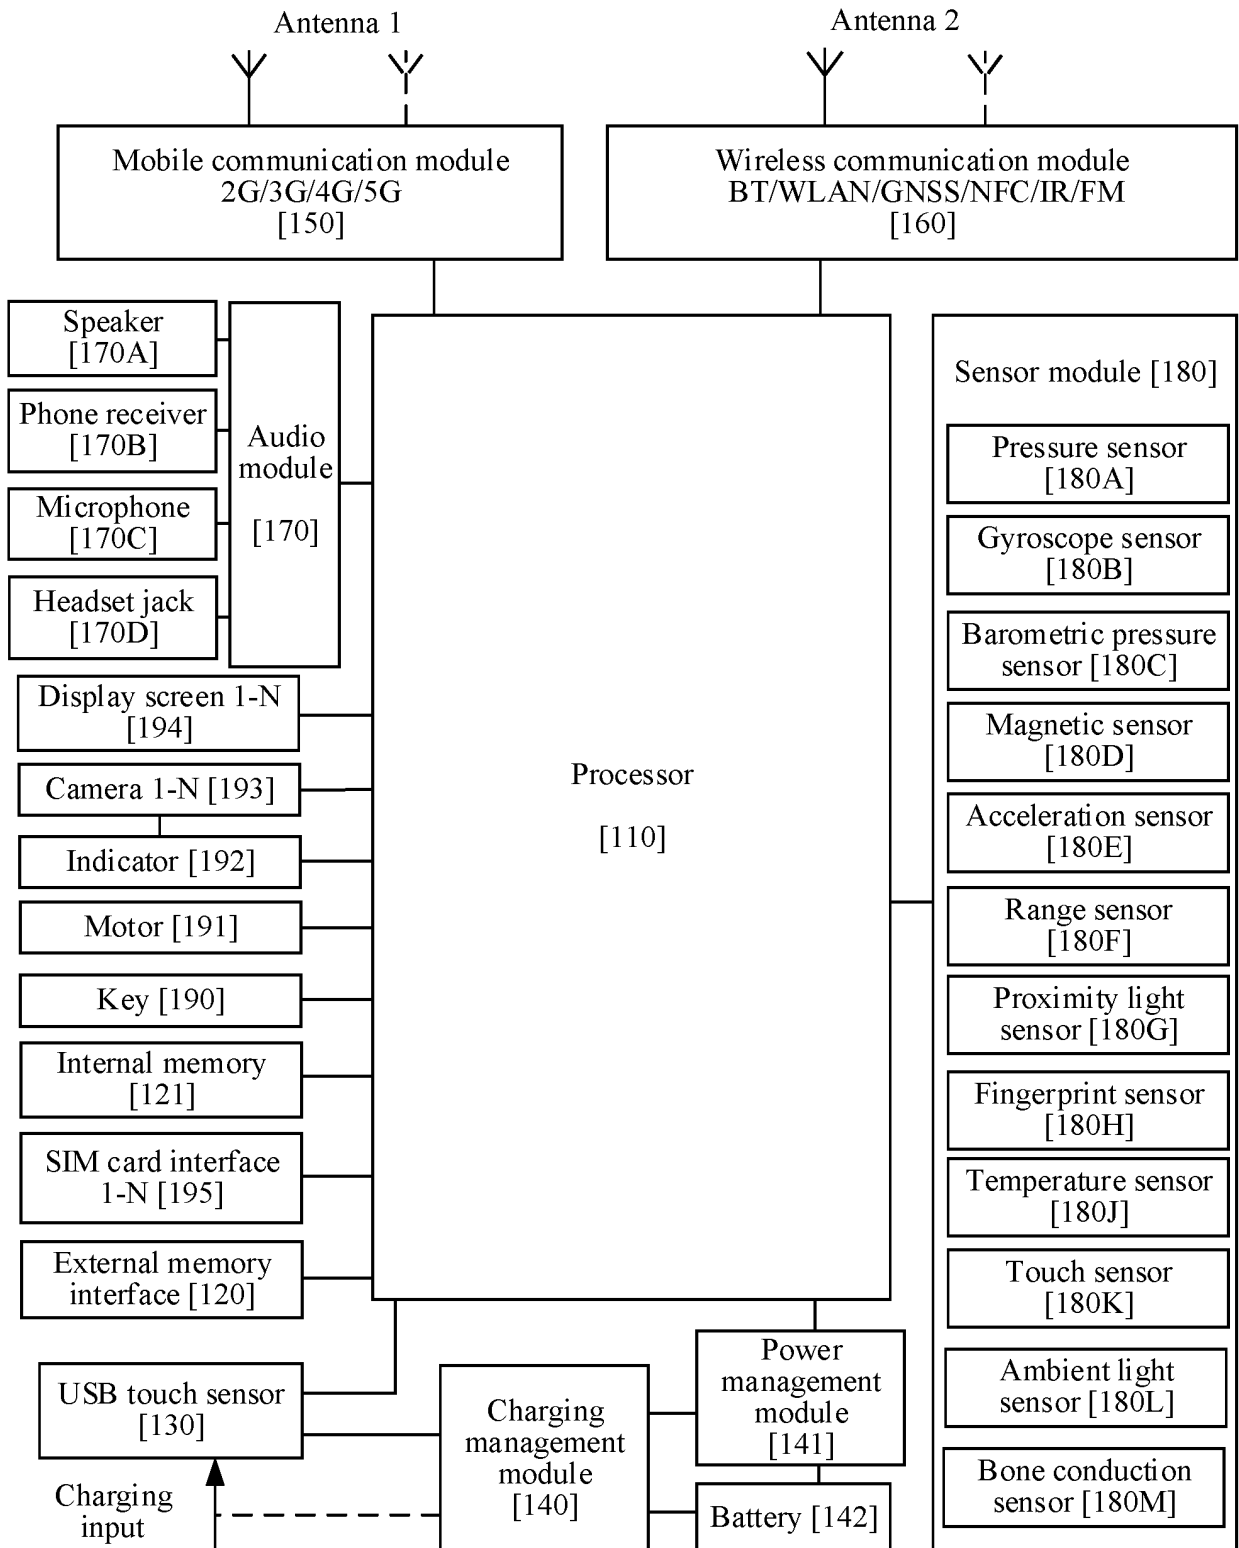 Antenna 1
Antenna 2
Mobile communication module
2G/3G/4G/5G
[150]
Wireless communication module
BT/WLAN/GNSS/NFC/IR/FM
[160]
Speaker
[170A]
Phone receiver
[170B]
Microphone
[170C]
Headset jack
[170D]
Audio
module
[170]
Display screen 1-N
[194]
Camera 1-N [193]
Indicator [192]
Motor [191]
Key [190]
Internal memory
[121]
SIM card interface
1-N [195]
External memory
interface [120]
USB touch sensor
[130]
Charging
input
Processor
[110]
Charging
management
module
[140]
Power
management
module
[141]
Battery [142]
Sensor module [180]
Pressure sensor
[180A]
Gyroscope sensor
[180B]
Barometric pressure
sensor [180C]
Magnetic sensor
[180D]
Acceleration sensor
[180E]
Range sensor
[180F]
Proximity light
sensor [180G]
Fingerprint sensor
[180H]
Temperature sensor
[180J]
Touch sensor
[180K]
Ambient light
sensor [180L]
Bone conduction
sensor [180M]